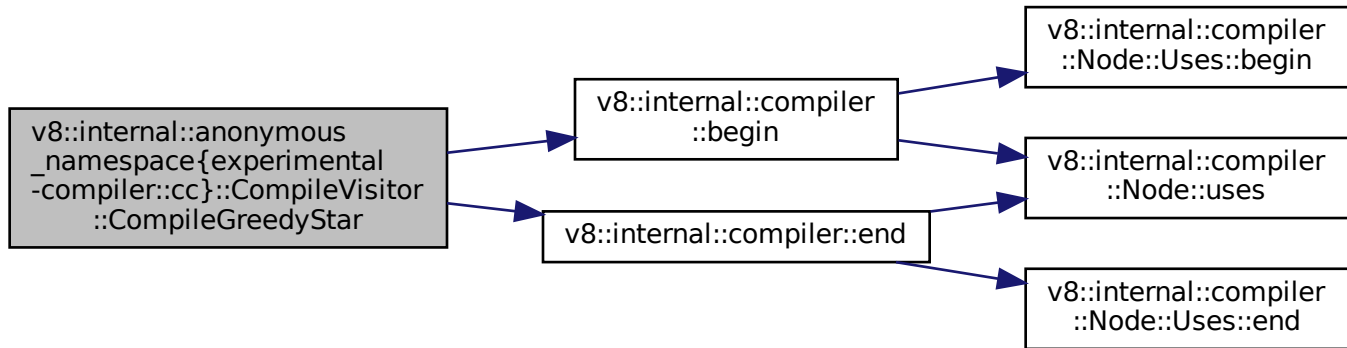 v8::internal::anonymous
_namespace{experimental
-compiler::cc}::CompileVisitor
::CompileGreedyStar
v8::internal::compiler
::begin
v8::internal::compiler::end
v8::internal::compiler
::Node::Uses::begin
v8::internal::compiler
::Node::uses
v8::internal::compiler
::Node::Uses::end